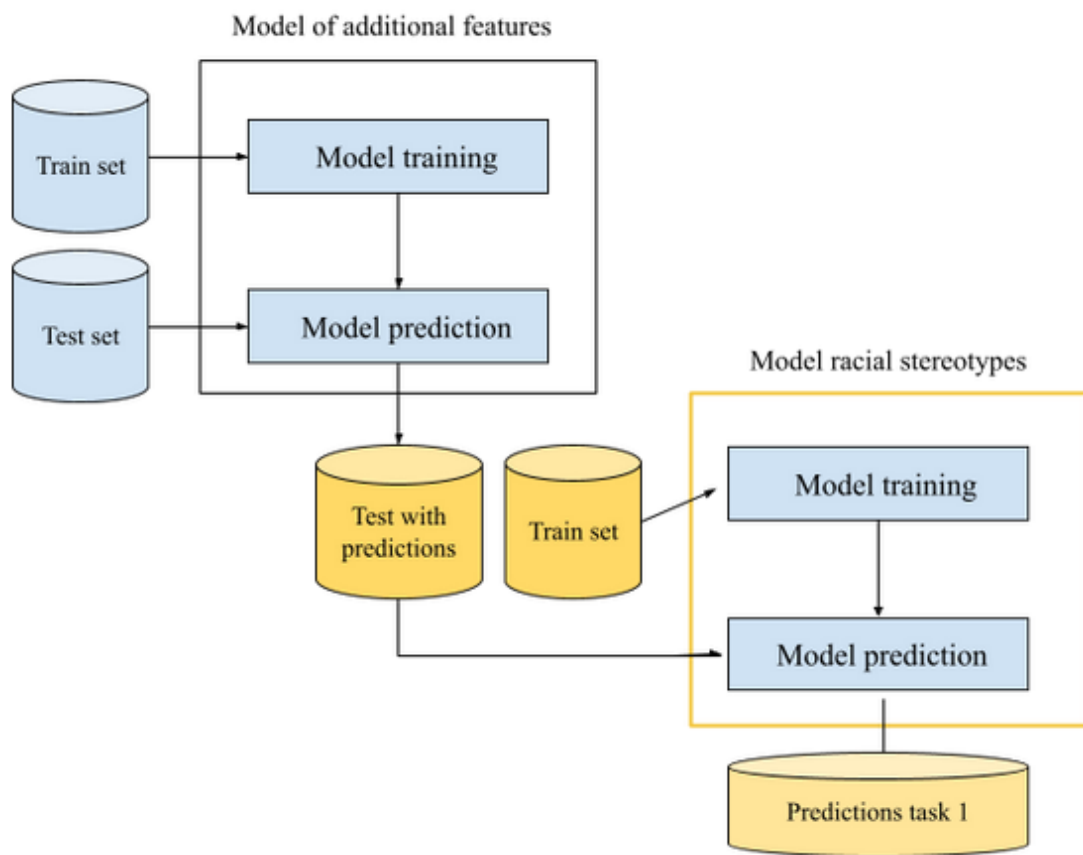 Model of additional features
Train set
Model training
Test set
Model prediction
Model racial stereotypes
Test with
predictions
Train set
Model training
Model prediction
Predictions task 1